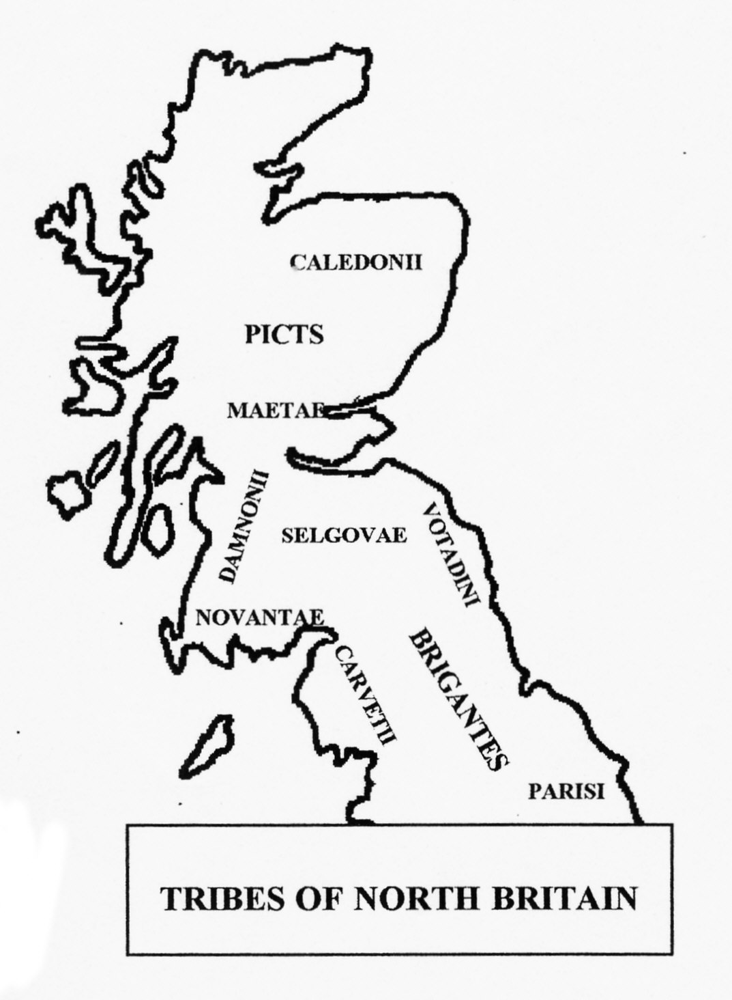 CALEDONII
PICTS
MAETAE
DAMNONII
SELGOVAE
VOTADINI
NOVANTAE
CARVETII
BRIGANTES
PARISI
TRIBES OF NORTH BRITAIN